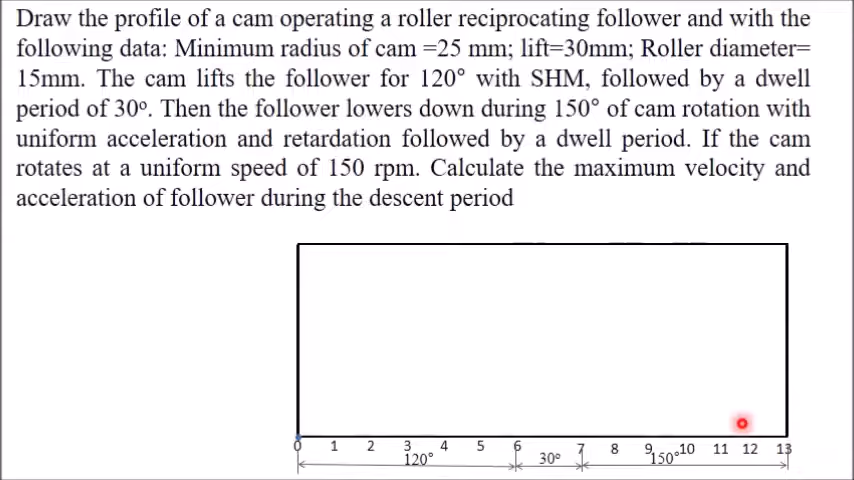 Draw the profile of a cam operating a roller reciprocating follower and with the
following data: Minimum radius of cam =25 mm; lift=30mm; Roller diameter=
15mm. The cam lifts the follower for 120° with SHM, followed by a dwell
period of 30º. Then the follower lowers down during 150° of cam rotation with
uniform acceleration and retardation followed by a dwell period. If the cam
rotates at a uniform speed of 150 rpm. Calculate the maximum velocity and
acceleration of follower during the descent period
0 1 2 3 4 5 6 7 8 9 10 11 12 13
120° 30º 150°